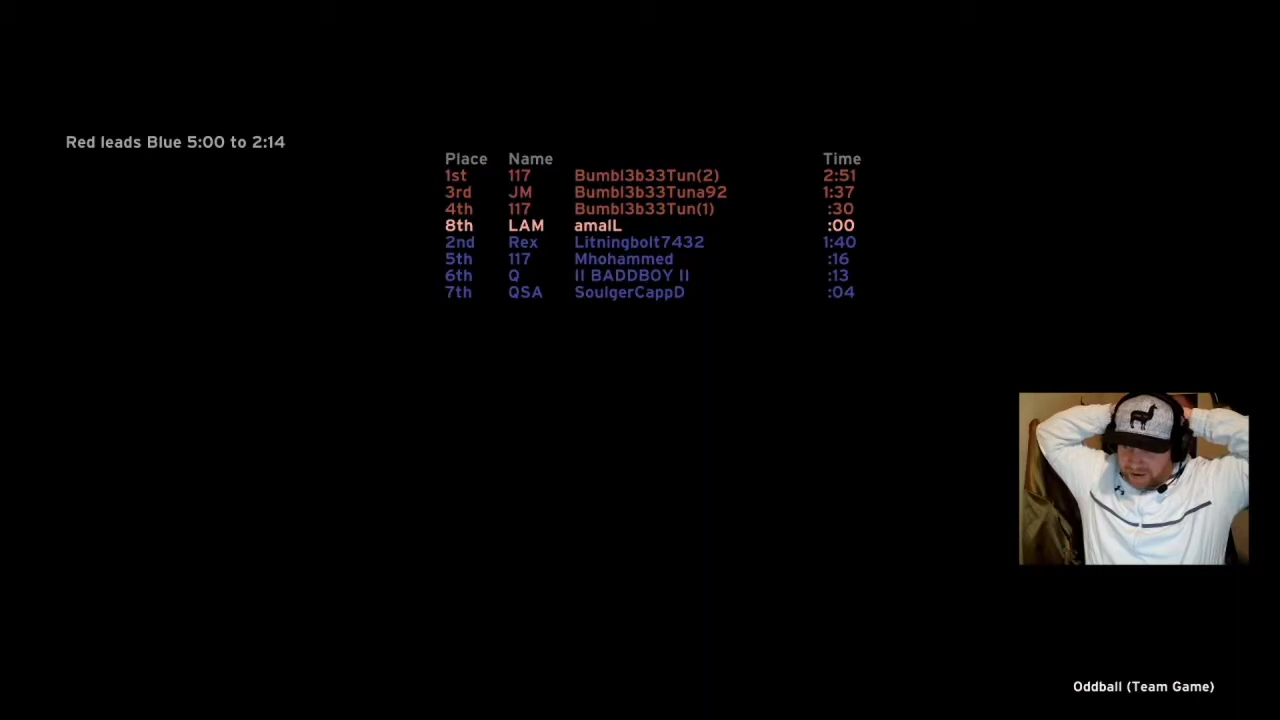 Red leads Blue 5:00 to 2:14
Place Name Time
1st 117 Bumbl3b33Tun(2) 2:51
3rd JM Bumbl3b33Tuna92 1:37
4th 117 Bumbl3b33Tun(1) :30
8th LAM amalL :00
2nd Rex Litningbolt7432 1:40
5th 117 Mhohammed :16
6th Q II BADDBOY II :13
7th QSA SoulgerCappD :04
Oddball (Team Game)